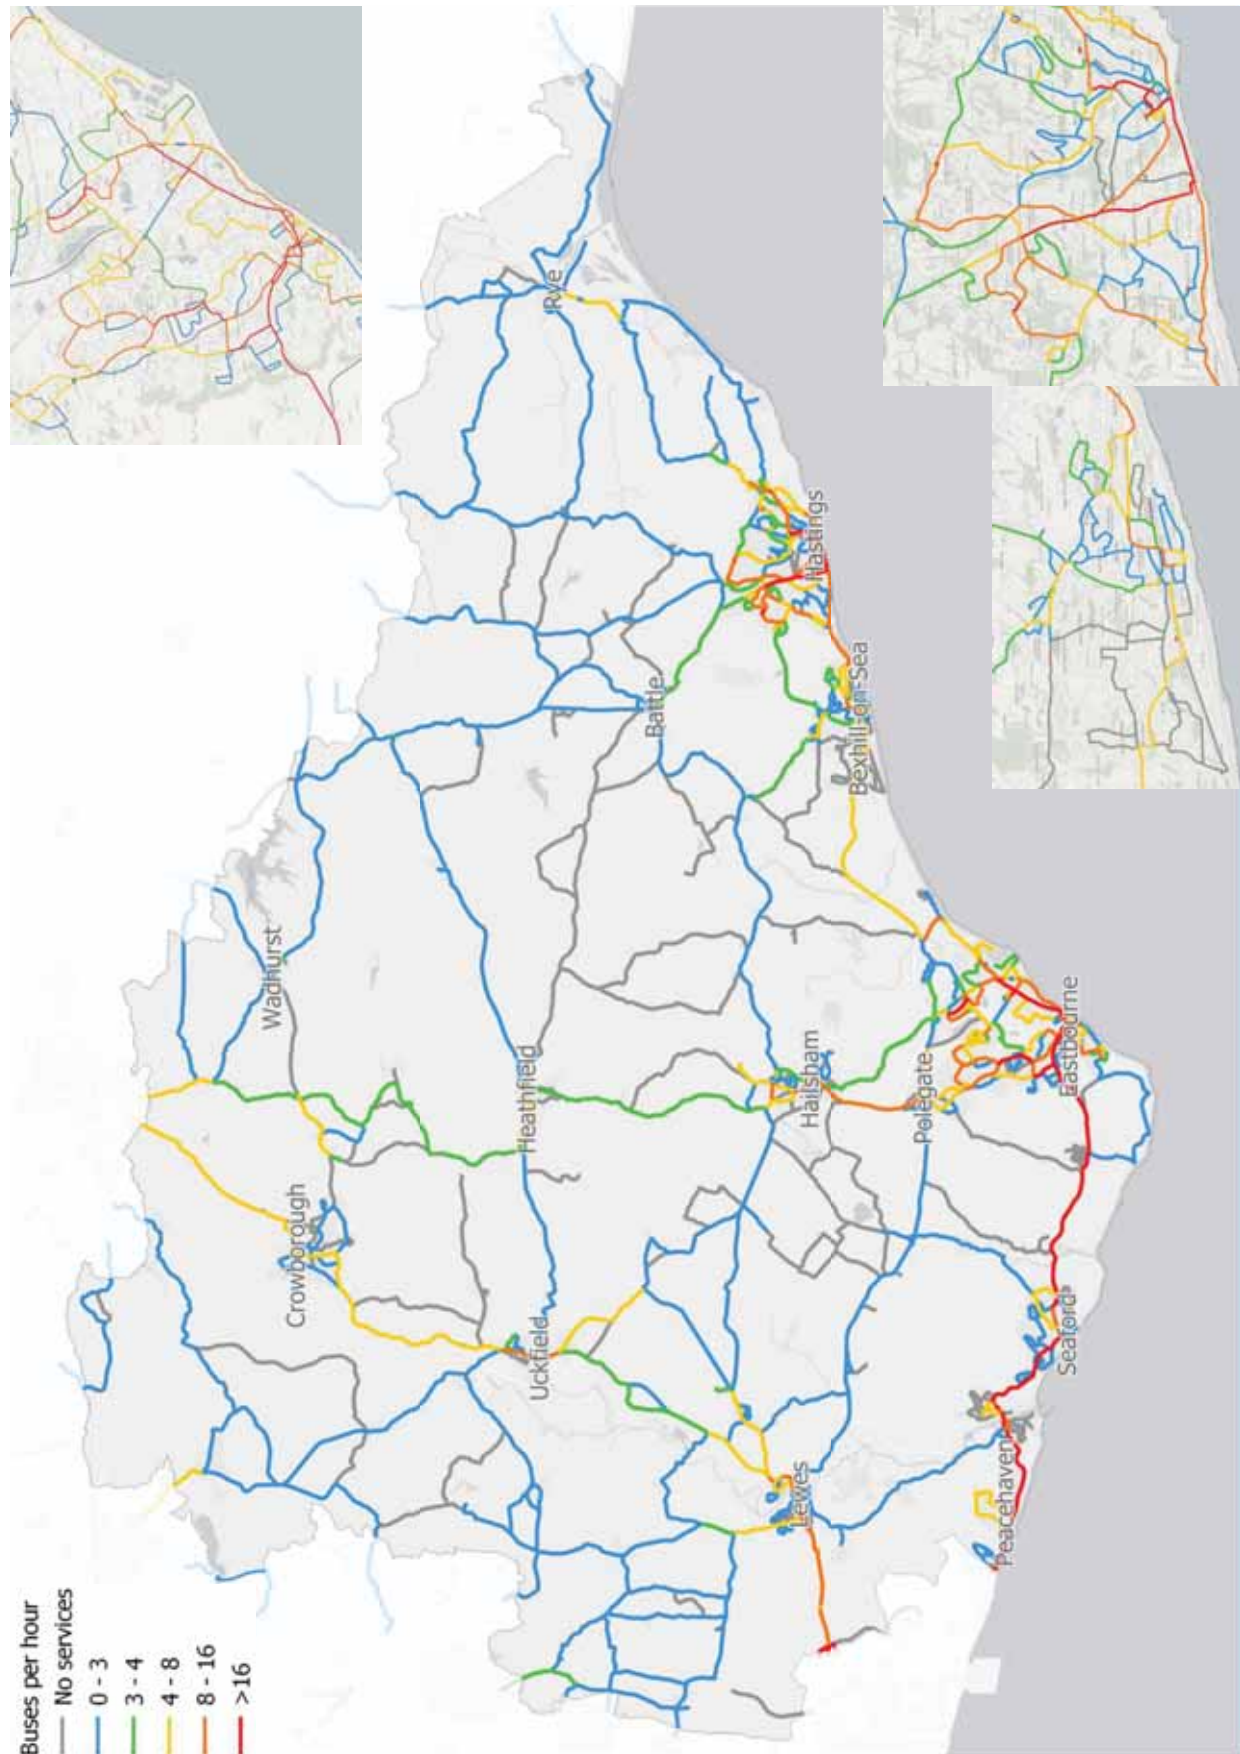 Buses per hour
No services
0 - 3
3 - 4
4 - 8
8 - 16
>16
Crowborough
Wadhurst
Uckfield
Heathfield
Battle
Rye
Lewes
Hailsham
Polegate
Hastings
Bexhill-on-Sea
Peacehaven
Seaford
Eastbourne